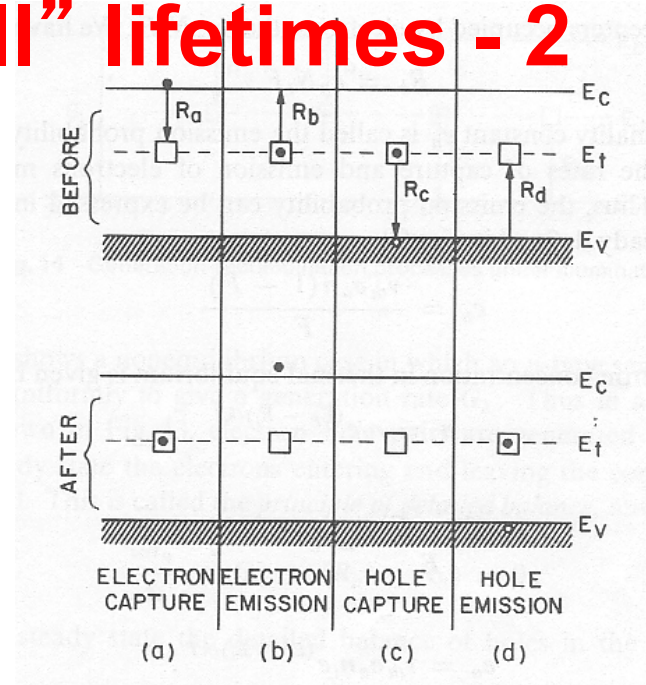 ll” lifetimes - 2
Ra
Rb
Rc
Rd
Ec
Et
Ev
BEFORE
Ec
Et
Ev
AFTER
ELECTRON CAPTURE
ELECTRON EMISSION
HOLE CAPTURE
HOLE EMISSION
(a)
(b)
(c)
(d)